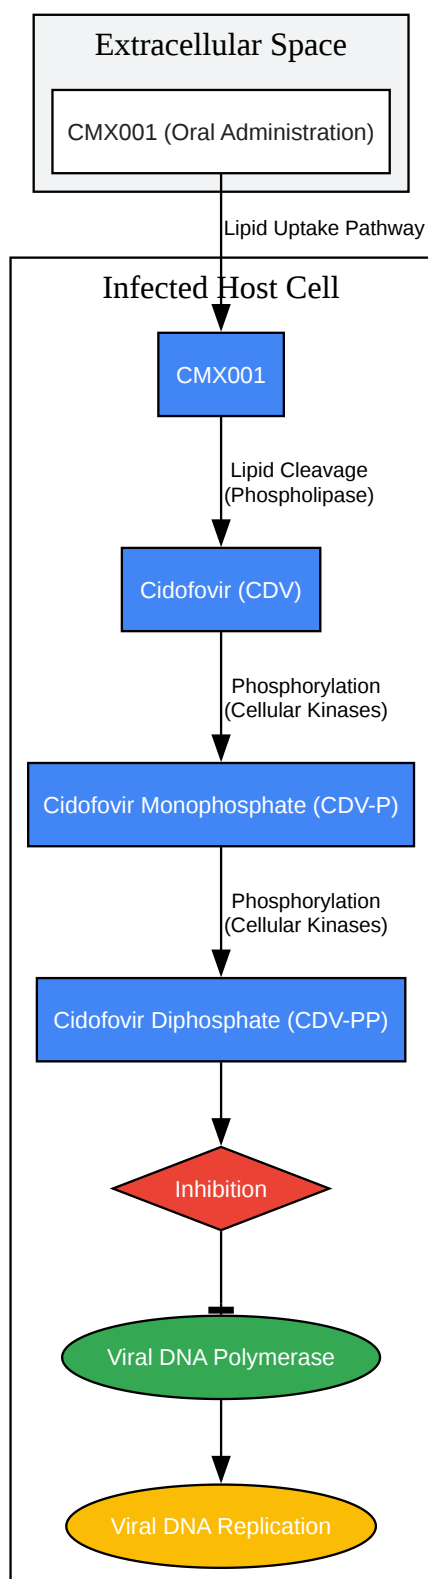 Extracellular Space
CMX001 (Oral Administration)
Lipid Uptake Pathway
Infected Host Cell
CMX001
Lipid Cleavage
(Phospholipase)
Cidofovir (CDV)
Phosphorylation
(Cellular Kinases)
Cidofovir Monophosphate (CDV-P)
Phosphorylation
(Cellular Kinases)
Cidofovir Diphosphate (CDV-PP)
Inhibition
Viral DNA Polymerase
Viral DNA Replication